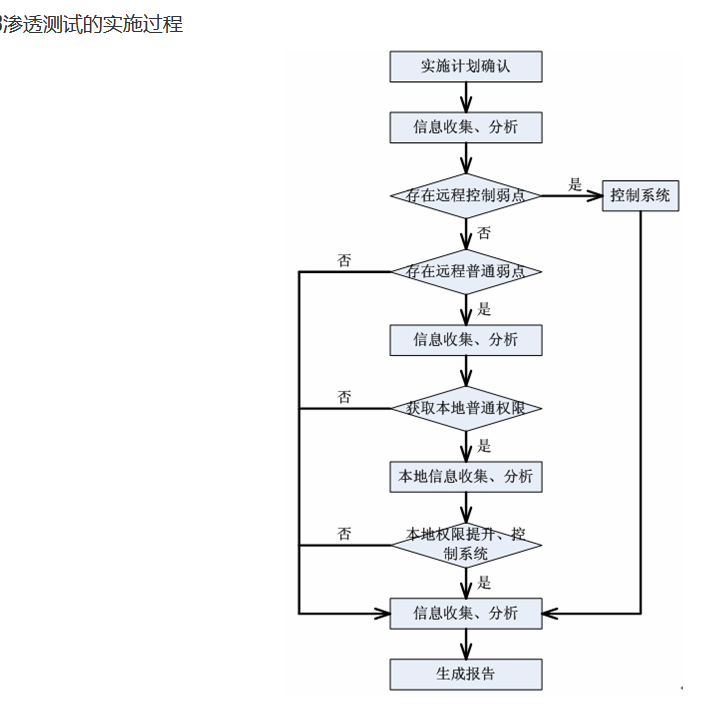 渗透测试的实施过程
实施计划确认
信息收集、分析
存在远程控制弱点
是
控制系统
否
存在远程普通弱点
否
是
信息收集、分析
获取本地普通权限
否
是
本地信息收集、分析
本地权限提升、控
制系统
否
是
信息收集、分析
生成报告